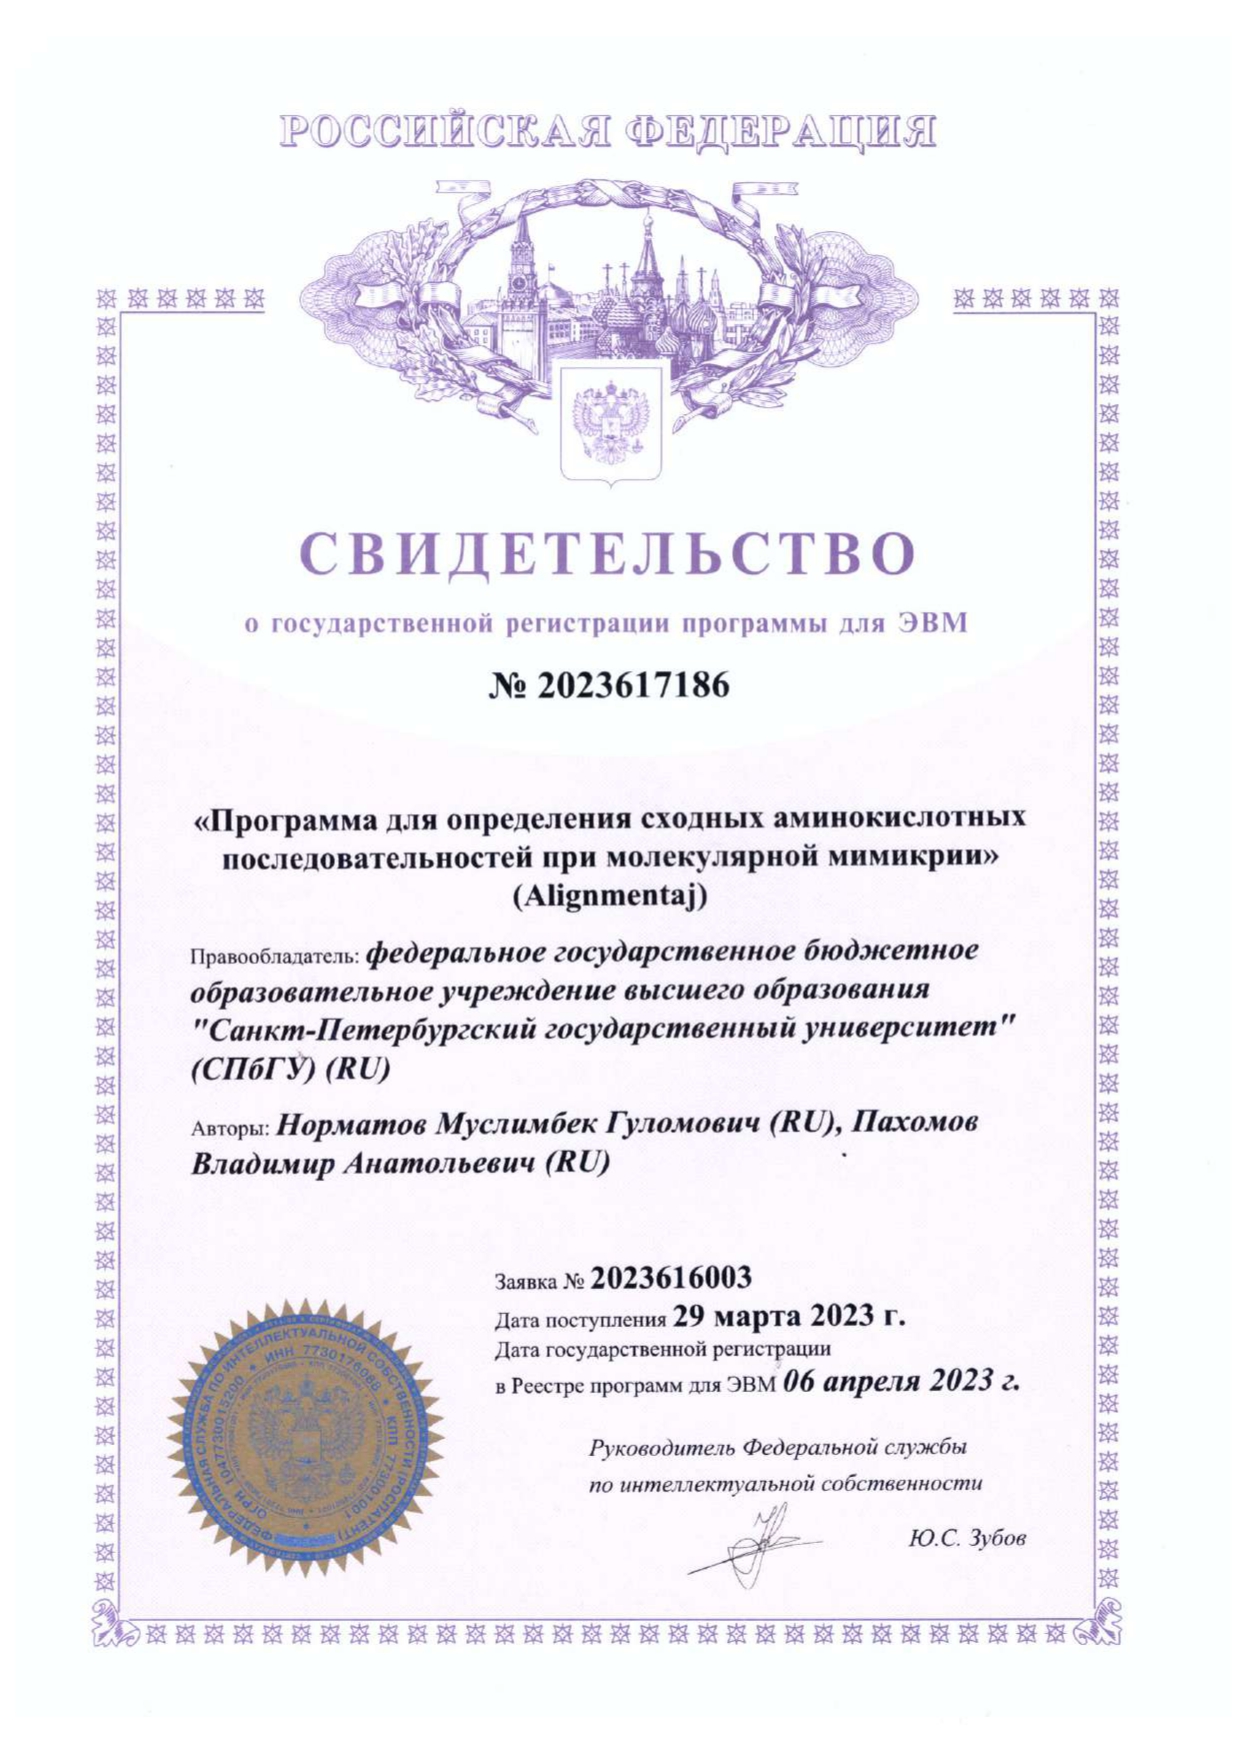 РОССИЙСКАЯ ФЕДЕРАЦИЯ
СВИДЕТЕЛЬСТВО
о государственной регистрации программы для ЭВМ
№ 2023617186
«Программа для определения сходных аминокислотных
последовательностей при молекулярной мимикрии»
(Alignmentaj)
Правообладатель: федеральное государственное бюджетное
образовательное учреждение высшего образования
"Санкт-Петербургский государственный университет"
(СПбГУ) (RU)
Авторы: Норматов Муслимбек Гуломович (RU), Пахомов
Владимир Анатольевич (RU)
Заявка № 2023616003
Дата поступления 29 марта 2023 г.
Дата государственной регистрации
в Реестре программ для ЭВМ 06 апреля 2023 г.
Руководитель Федеральной службы
по интеллектуальной собственности
Ю.С. Зубов
ФЕДЕРАЛЬНАЯ СЛУЖБА ПО ИНТЕЛЛЕКТУАЛЬНОЙ СОБСТВЕННОСТИ (РОСПАТЕНТ)
ОГРН 1047730015200 • ИНН 7730176088 • КПП 773001001